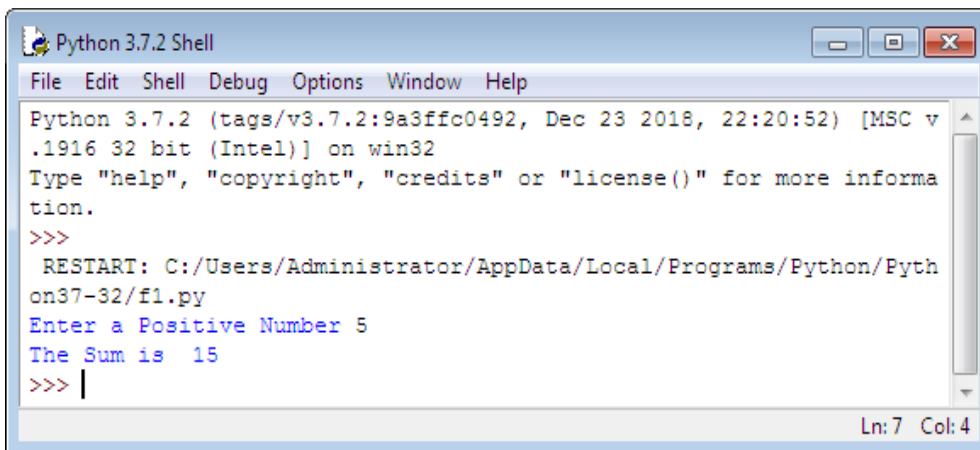 Python 3.7.2 Shell
File Edit Shell Debug Options Window Help
Python 3.7.2 (tags/v3.7.2:9a3ffc0492, Dec 23 2018, 22:20:52) [MSC v
.1916 32 bit (Intel)] on win32
Type "help", "copyright", "credits" or "license()" for more informa
tion.
>>>
 RESTART: C:/Users/Administrator/AppData/Local/Programs/Python/Pyth
on37-32/f1.py
Enter a Positive Number 5
The Sum is  15
>>>
Ln: 7 Col: 4